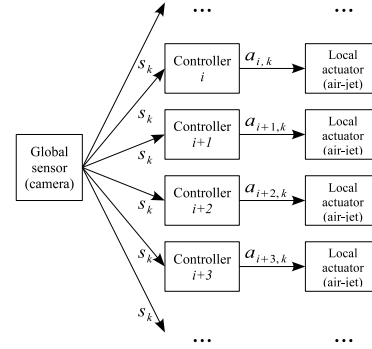 ... ...
s_k
Controller i a_{i,k} Local actuator (air-jet)
s_k
Controller i+1 a_{i+1,k} Local actuator (air-jet)
s_k
Global sensor (camera)
Controller i+2 a_{i+2,k} Local actuator (air-jet)
s_k
Controller i+3 a_{i+3,k} Local actuator (air-jet)
s_k
s_k
... ...